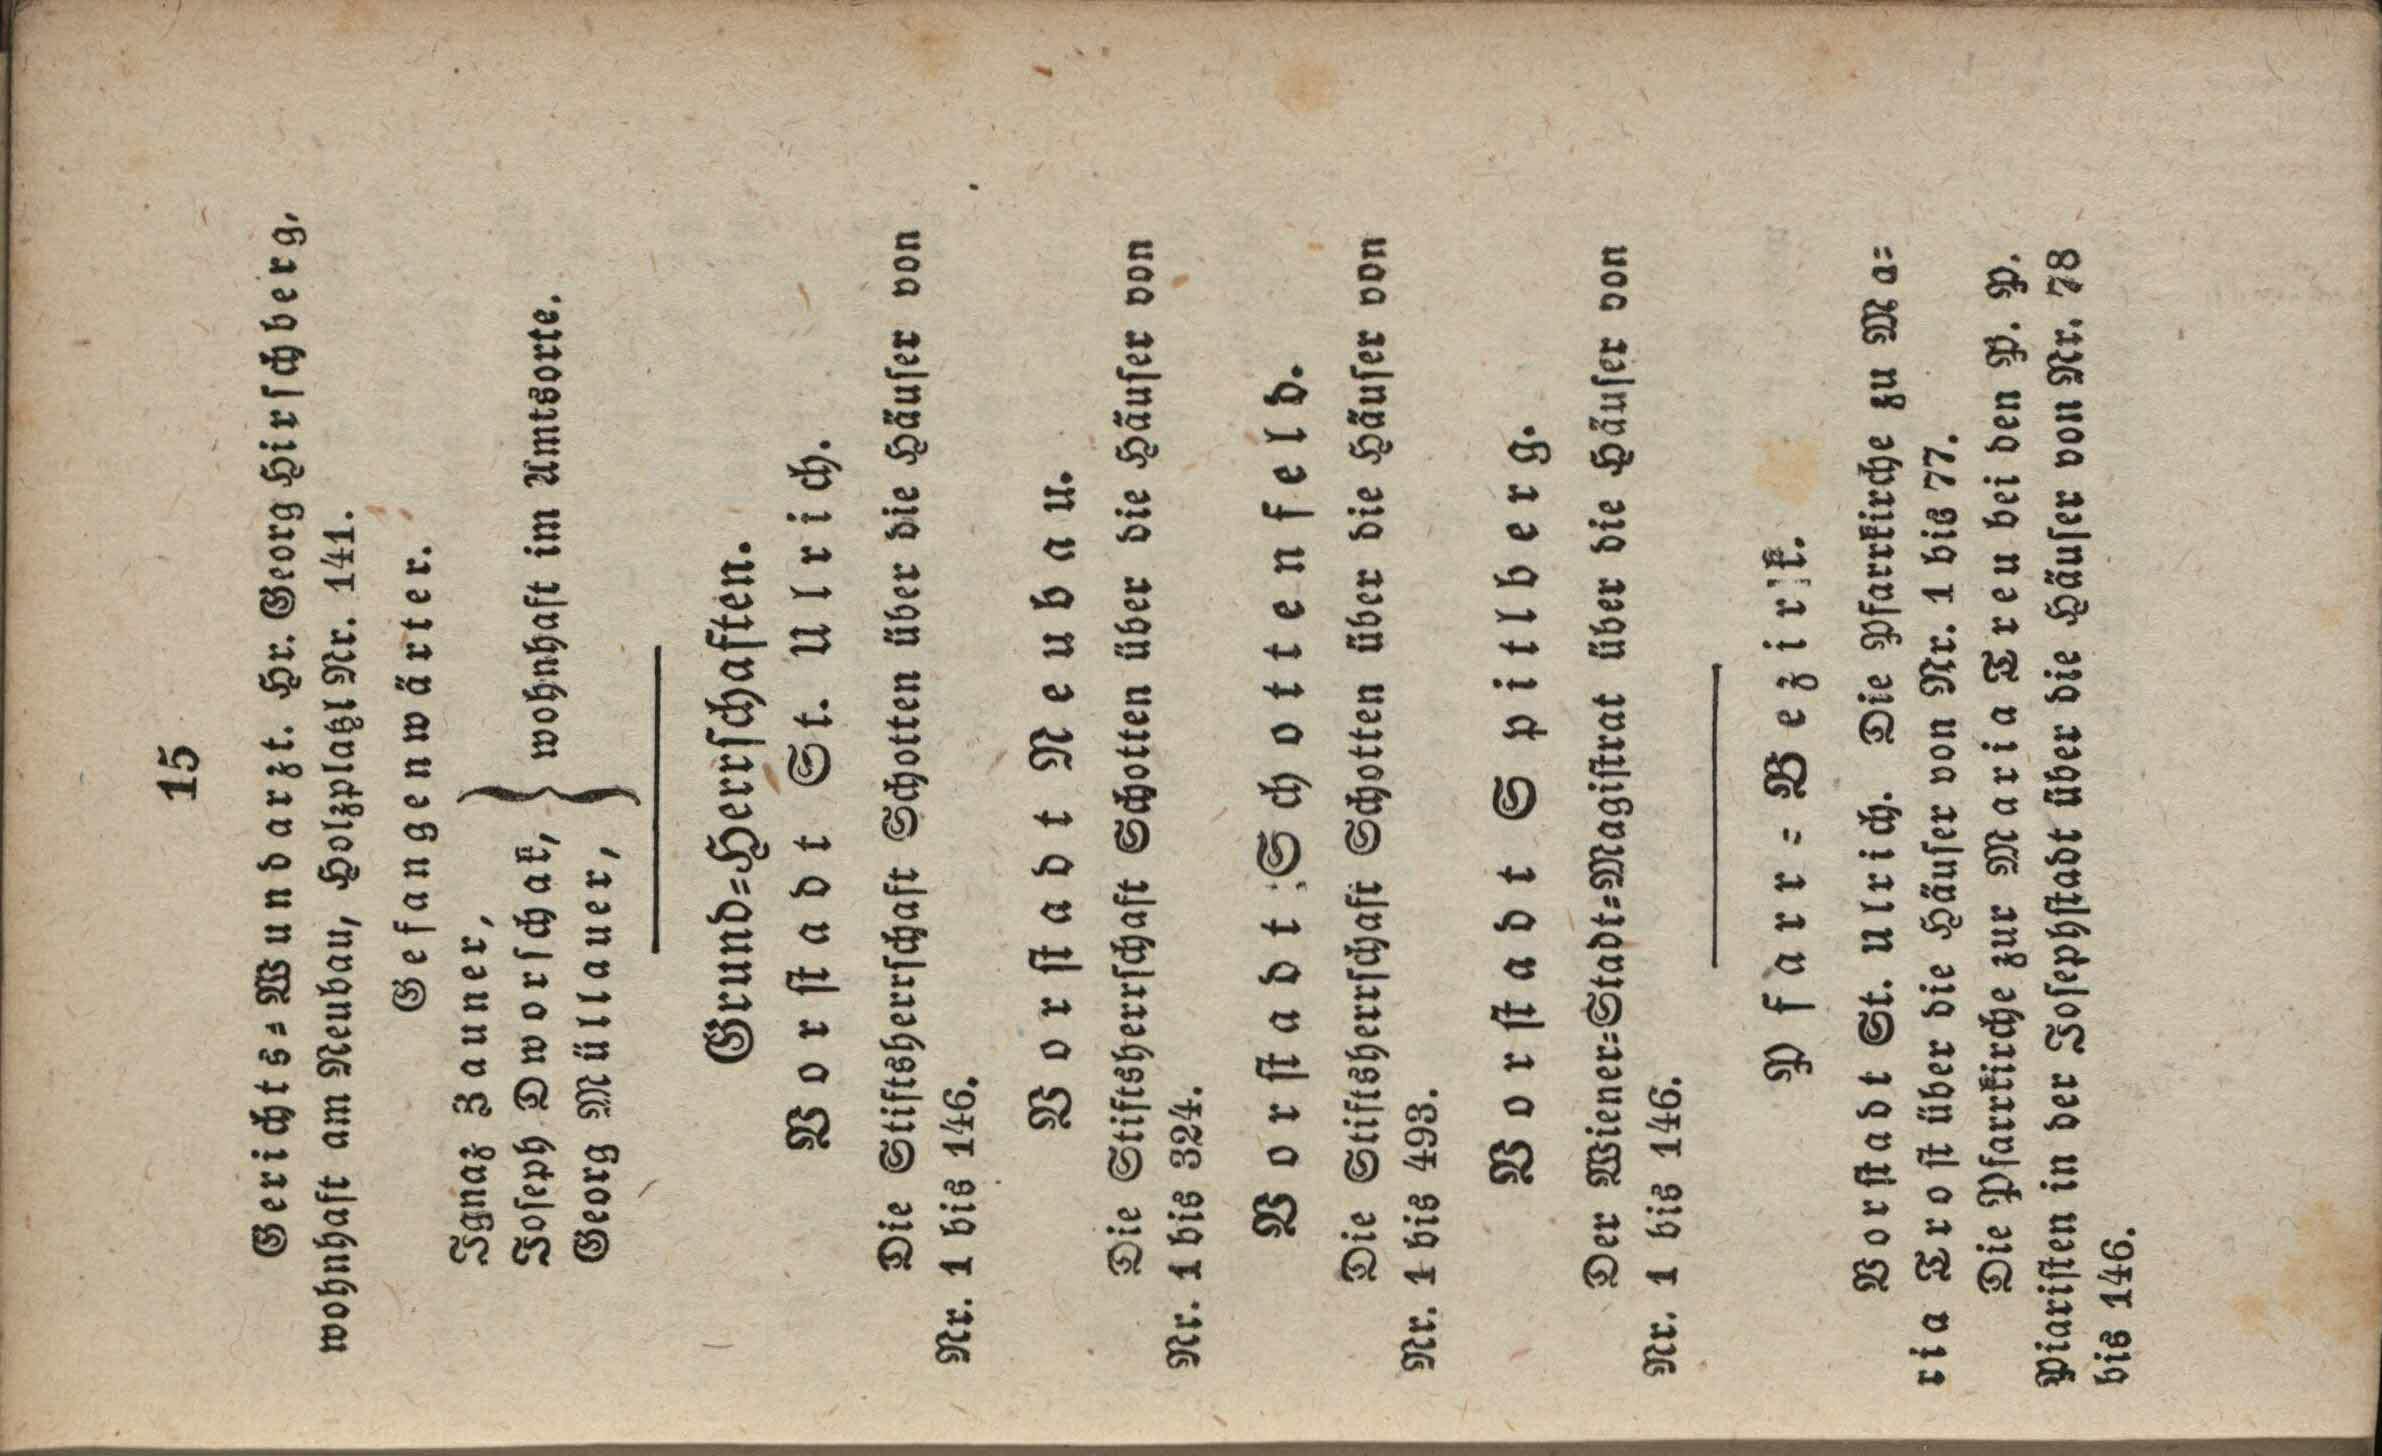 15
Gerichts=Wundarzt. Hr. Georg Hirschberg,
wohnhaft am Neubau, Holzplatzl Nr. 141.
Gefangenwärter.
Ignaz Zauner,
Joseph Dworschak, } wohnhaft im Amtsorte.
Georg Müllauer,
Grund=Herrschaften.
Vorstadt St. Ulrich.
Die Stiftsherrschaft Schotten über die Häuser von
Nr. 1 bis 146.
Vorstadt Neubau.
Die Stiftsherrschaft Schotten über die Häuser von
Nr. 1 bis 324.
Vorstadt Schottenfeld.
Die Stiftsherrschaft Schotten über die Häuser von
Nr. 1 bis 493.
Vorstadt Spitlberg.
Der Wiener=Stadt=Magistrat über die Häuser von
Nr. 1 bis 146.
Pfarr=Bezirk.
Vorstadt St. Ulrich. Die Pfarrkirche zu Ma=
ria Trost über die Häuser von Nr. 1 bis 77.
Die Pfarrkirche zur Maria Treu bei den P. P.
Piaristen in der Josephstadt über die Häuser von Nr. 78
bis 146.